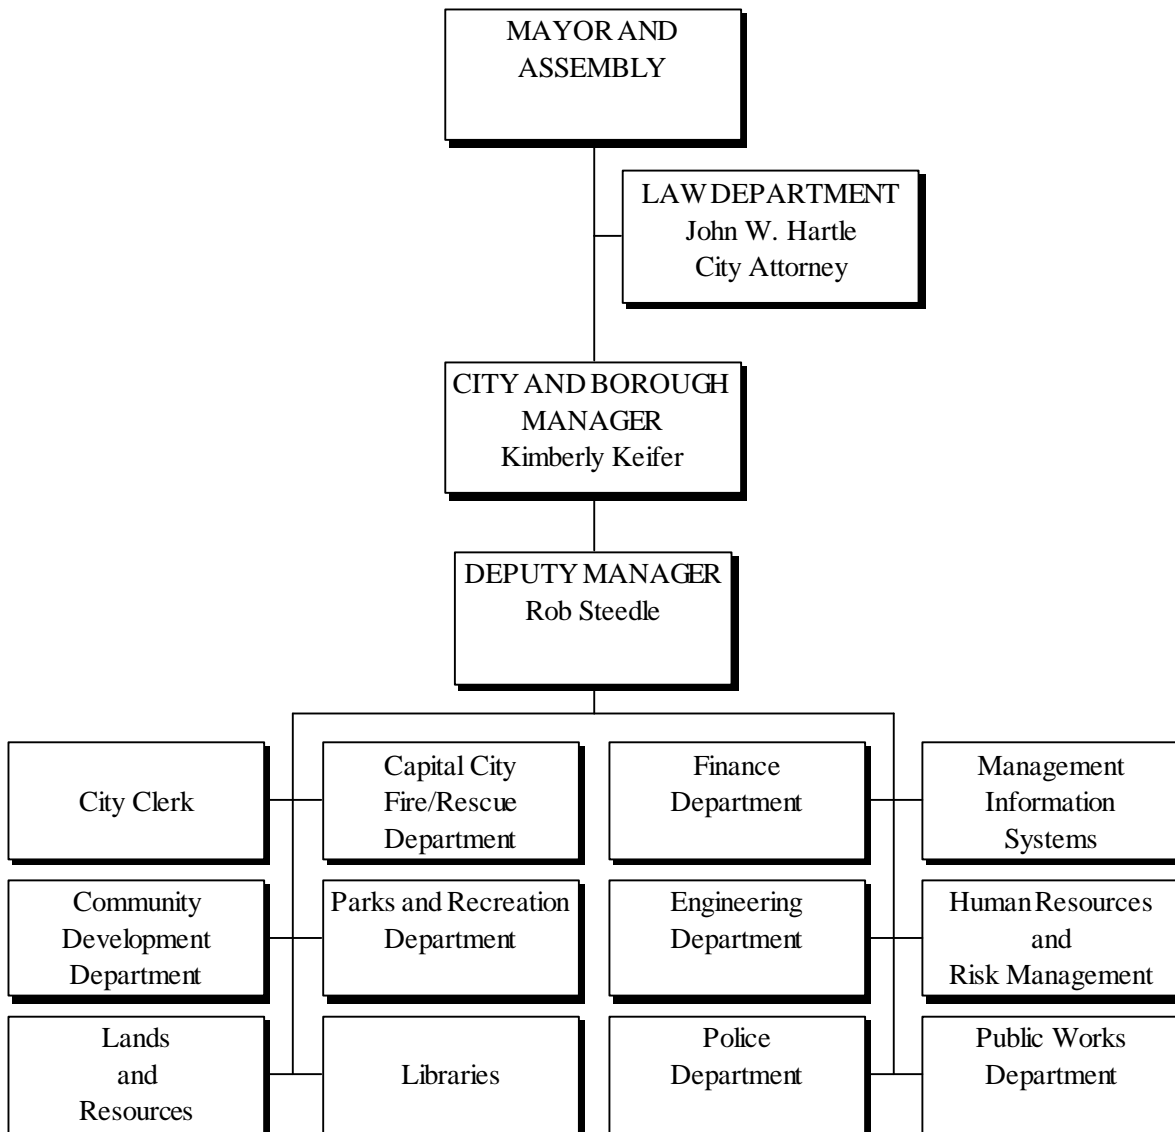 MAYOR AND
ASSEMBLY
LAW DEPARTMENT
John W. Hartle
City Attorney
CITY AND BOROUGH
MANAGER
Kimberly Keifer
DEPUTY MANAGER
Rob Steedle
City Clerk
Capital City
Fire/Rescue
Department
Finance
Department
Management
Information
Systems
Community
Development
Department
Parks and Recreation
Department
Engineering
Department
Human Resources
and
Risk Management
Lands
and
Resources
Libraries
Police
Department
Public Works
Department